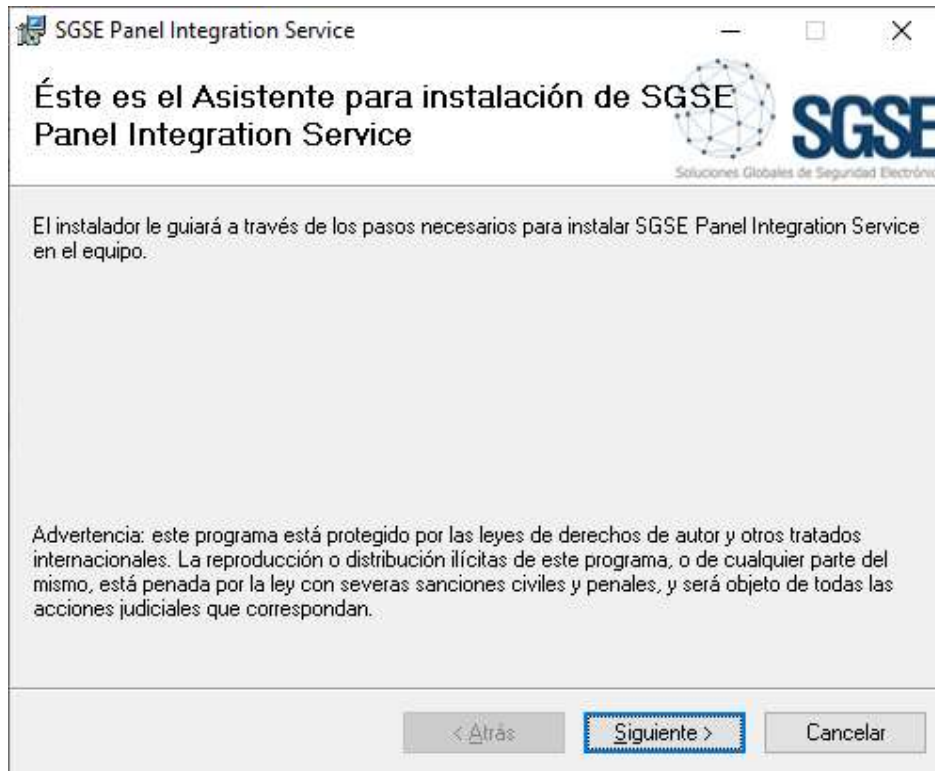 SGSE Panel Integration Service
Éste es el Asistente para instalación de SGSE
Panel Integration Service
SGSE
Soluciones Globales de Seguridad Electrónic
El instalador le guiará a través de los pasos necesarios para instalar SGSE Panel Integration Service
en el equipo.
Advertencia: este programa está protegido por las leyes de derechos de autor y otros tratados
internacionales. La reproducción o distribución ilícitas de este programa, o de cualquier parte del
mismo, está penada por la ley con severas sanciones civiles y penales, y será objeto de todas las
acciones judiciales que correspondan.
< Atrás
Siguiente >
Cancelar